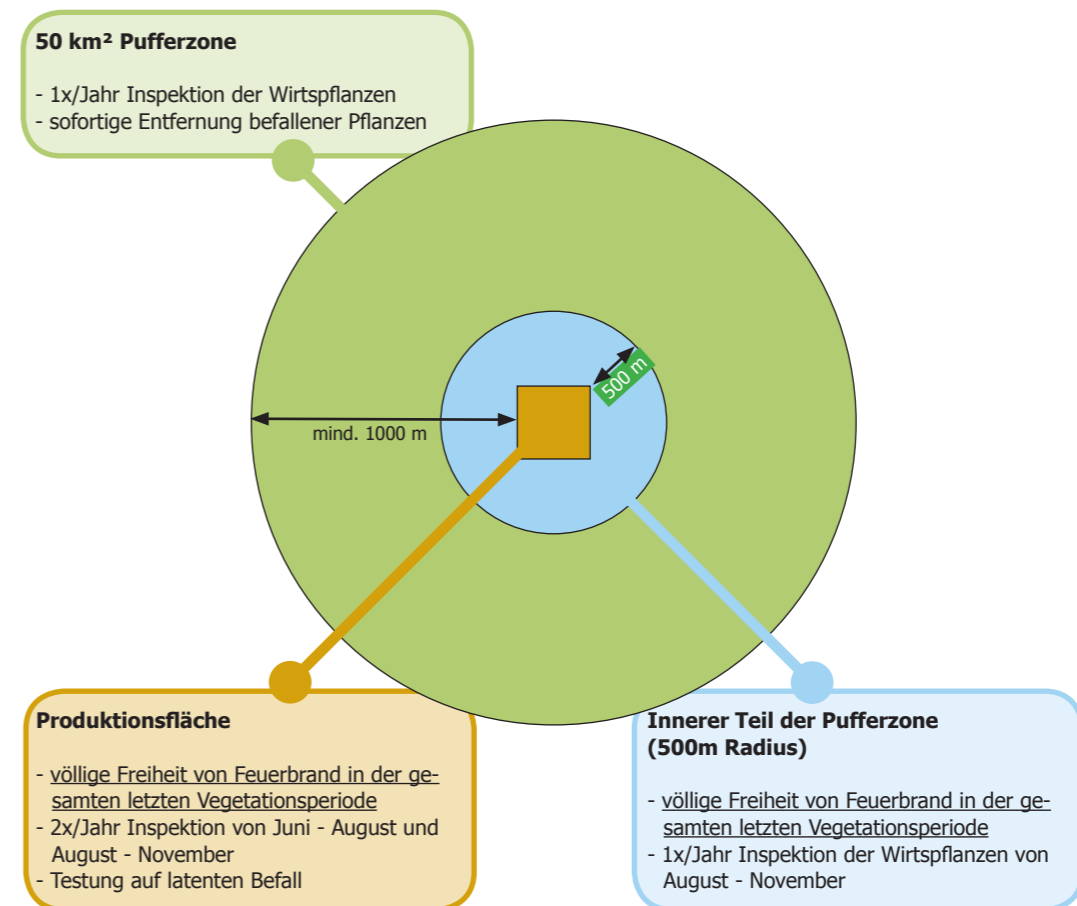 50 km² Pufferzone
- 1x/Jahr Inspektion der Wirtspflanzen
- sofortige Entfernung befallener Pflanzen
500 m
mind. 1000 m
Produktionsfläche
- völlige Freiheit von Feuerbrand in der ge-
samten letzten Vegetationsperiode
- 2x/Jahr Inspektion von Juni - August und
August - November
- Testung auf latenten Befall
Innerer Teil der Pufferzone
(500m Radius)
- völlige Freiheit von Feuerbrand in der ge-
samten letzten Vegetationsperiode
- 1x/Jahr Inspektion der Wirtspflanzen von
August - November